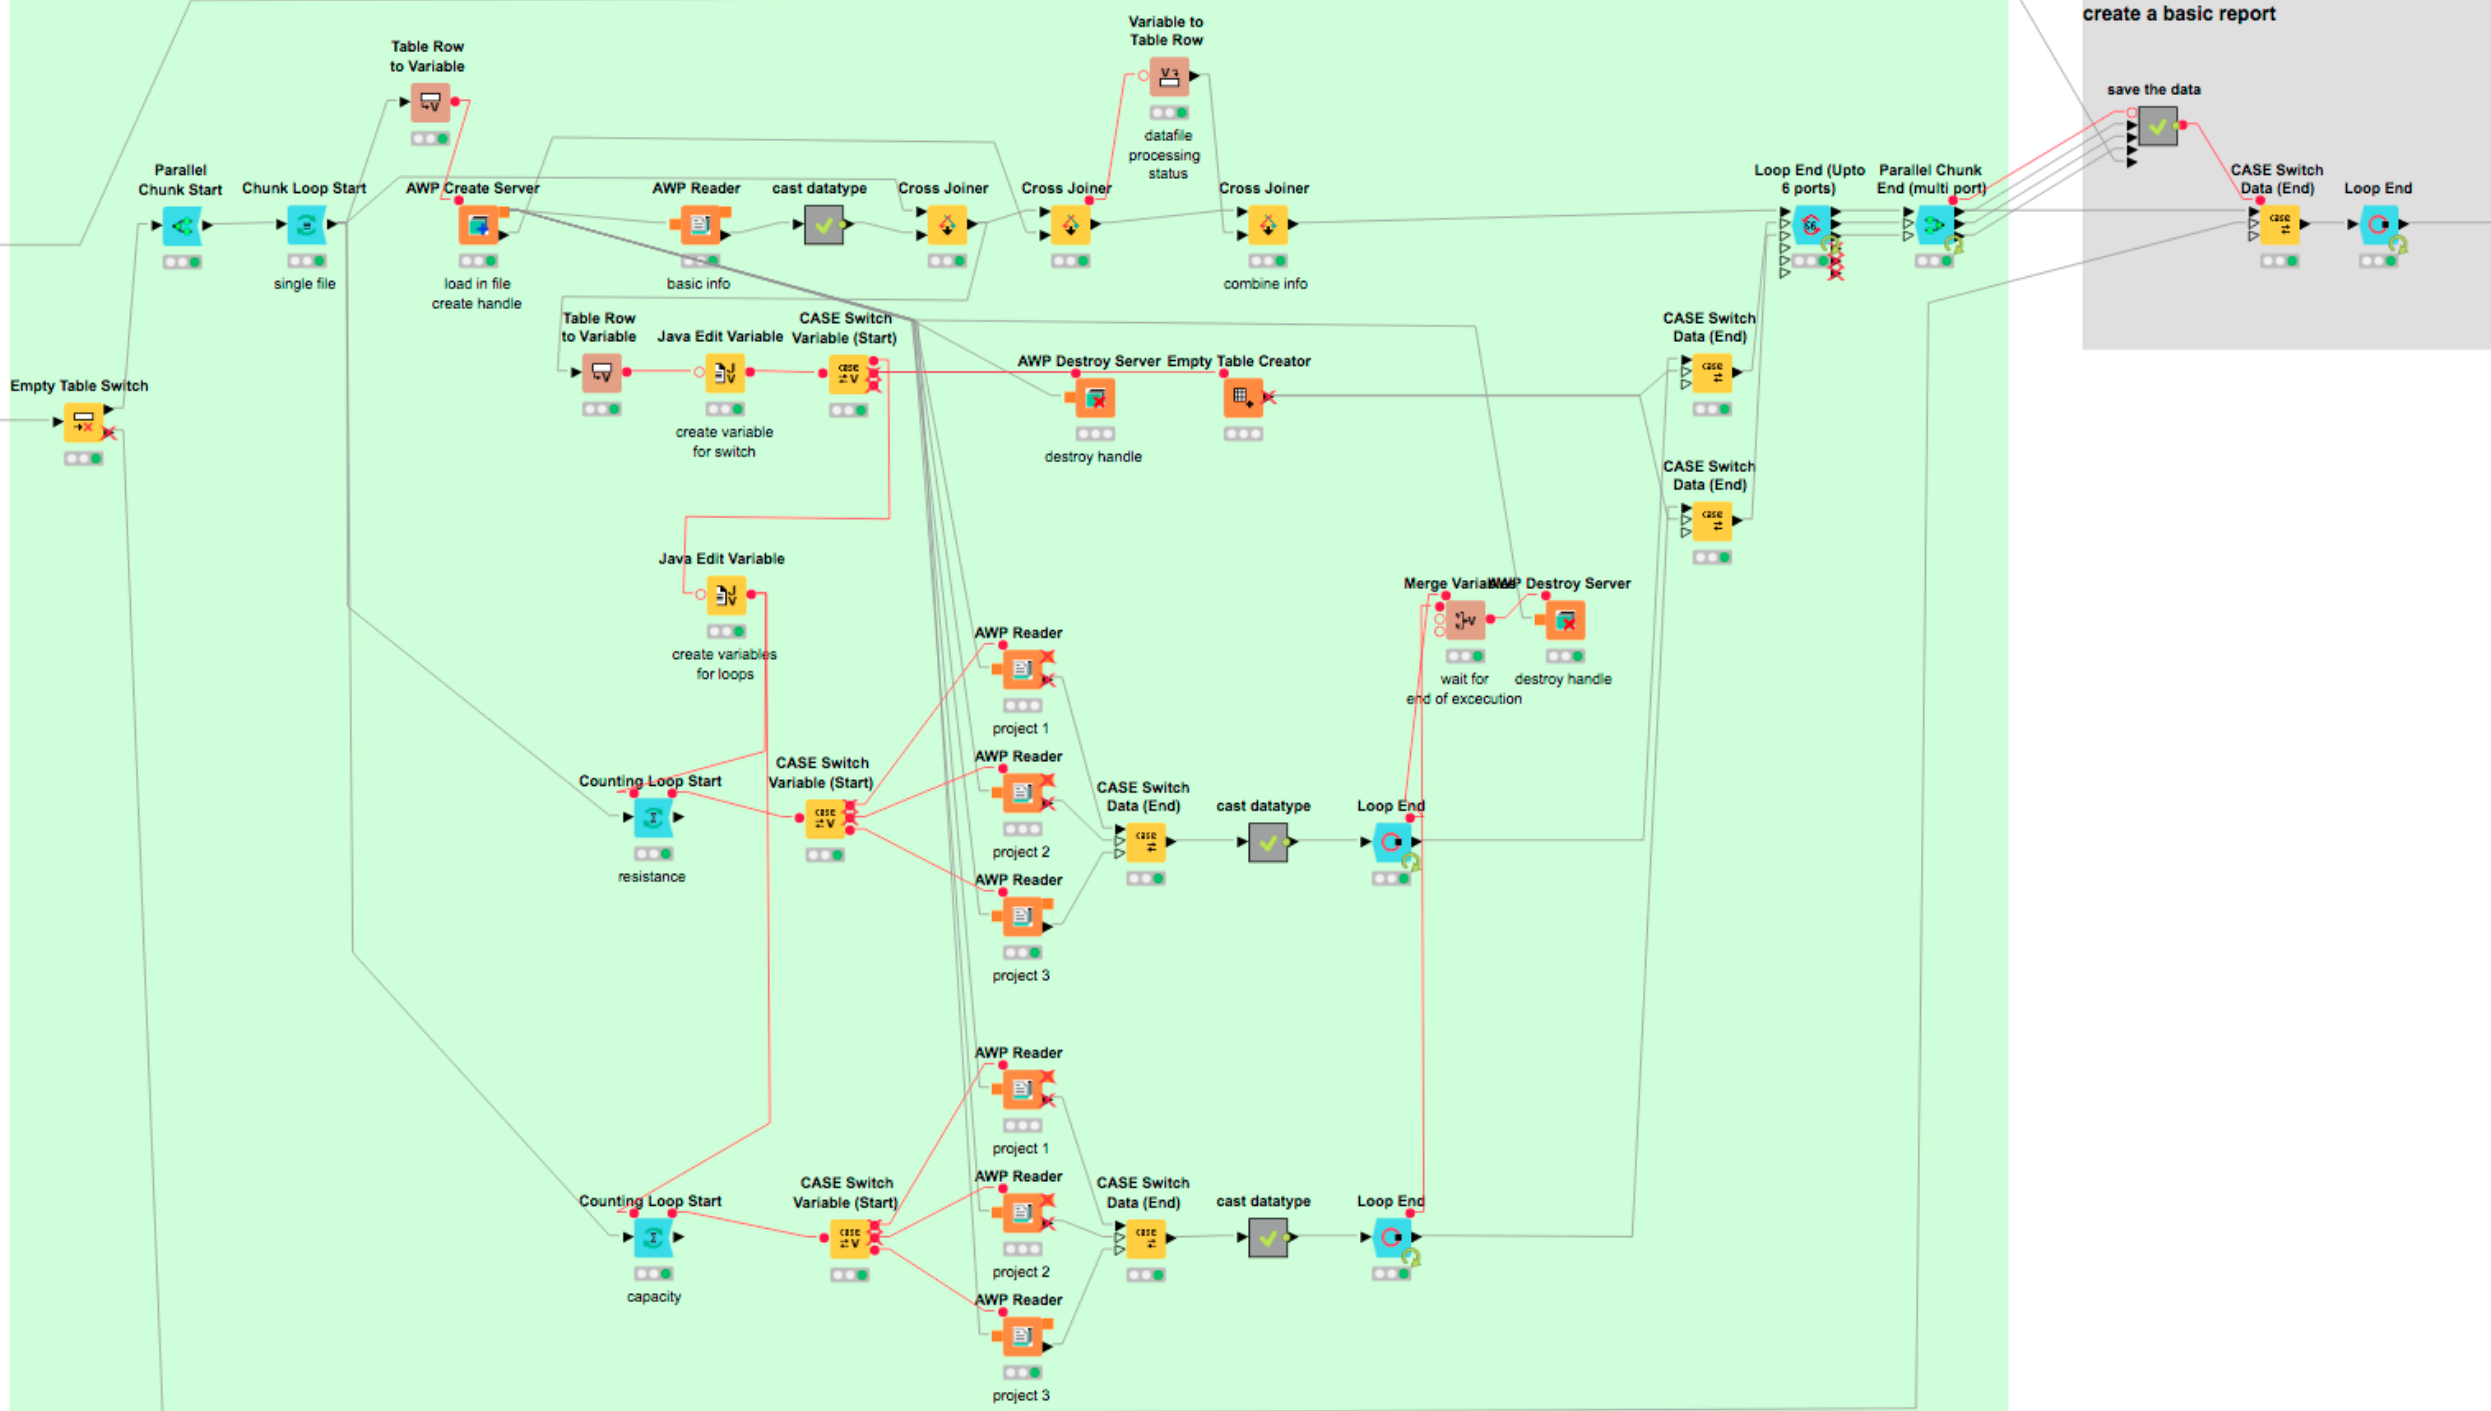 create a basic report
Variable to
Table Row
Table Row
to Variable
save the data
datafile
processing
status
Parallel
Chunk Start
Chunk Loop Start
AWP Create Server
AWP Reader
cast datatype
Cross Joiner
Cross Joiner
Cross Joiner
Loop End (Upto
6 ports)
Parallel Chunk
End (multi port)
CASE Switch
Data (End)
Loop End
single file
load in file
create handle
basic info
combine info
Table Row
to Variable
Java Edit Variable
CASE Switch
Variable (Start)
AWP Destroy Server
Empty Table Creator
CASE Switch
Data (End)
Empty Table Switch
create variable
for switch
destroy handle
CASE Switch
Data (End)
Java Edit Variable
create variables
for loops
Merge Variables
AWP Destroy Server
wait for
end of excecution
destroy handle
AWP Reader
project 1
AWP Reader
project 2
AWP Reader
project 3
Counting Loop Start
resistance
CASE Switch
Variable (Start)
CASE Switch
Data (End)
cast datatype
Loop End
AWP Reader
project 1
AWP Reader
project 2
AWP Reader
project 3
Counting Loop Start
capacity
CASE Switch
Variable (Start)
CASE Switch
Data (End)
cast datatype
Loop End